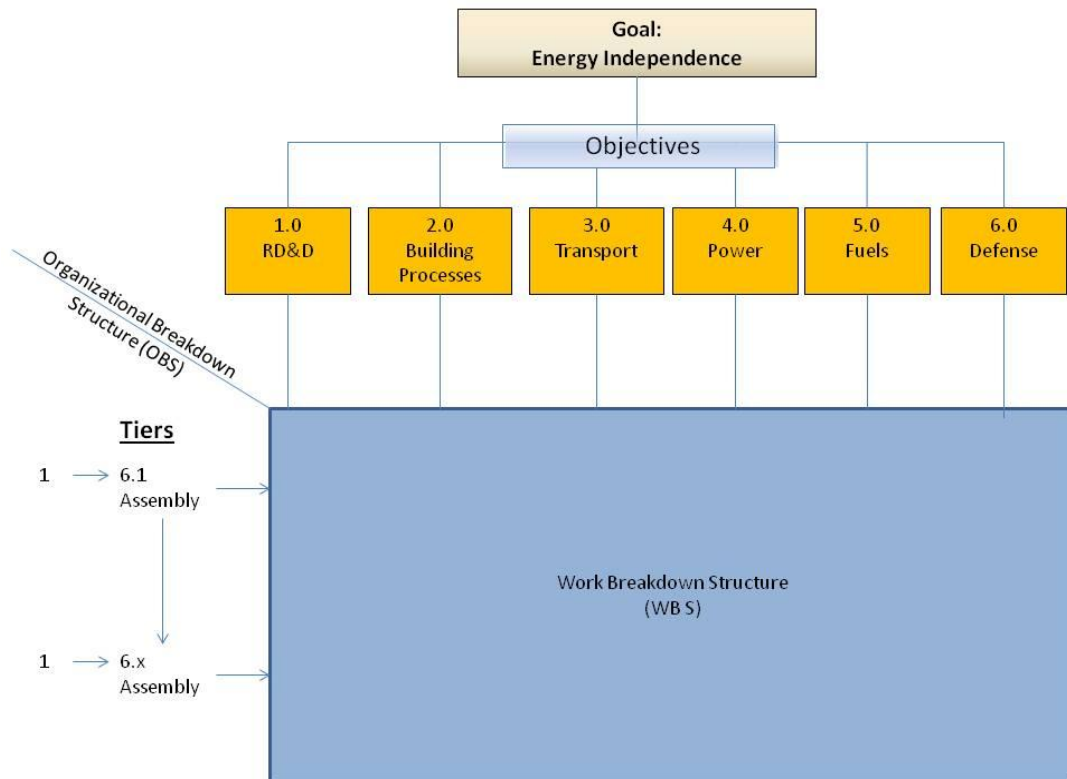 Goal:
Energy Independence
Objectives
1.0
RD&D
2.0
Building
Processes
3.0
Transport
4.0
Power
5.0
Fuels
6.0
Defense
Organizational Breakdown
Structure (OBS)
Tiers
1
6.1
Assembly
Work Breakdown Structure
(WB S)
1
6.x
Assembly